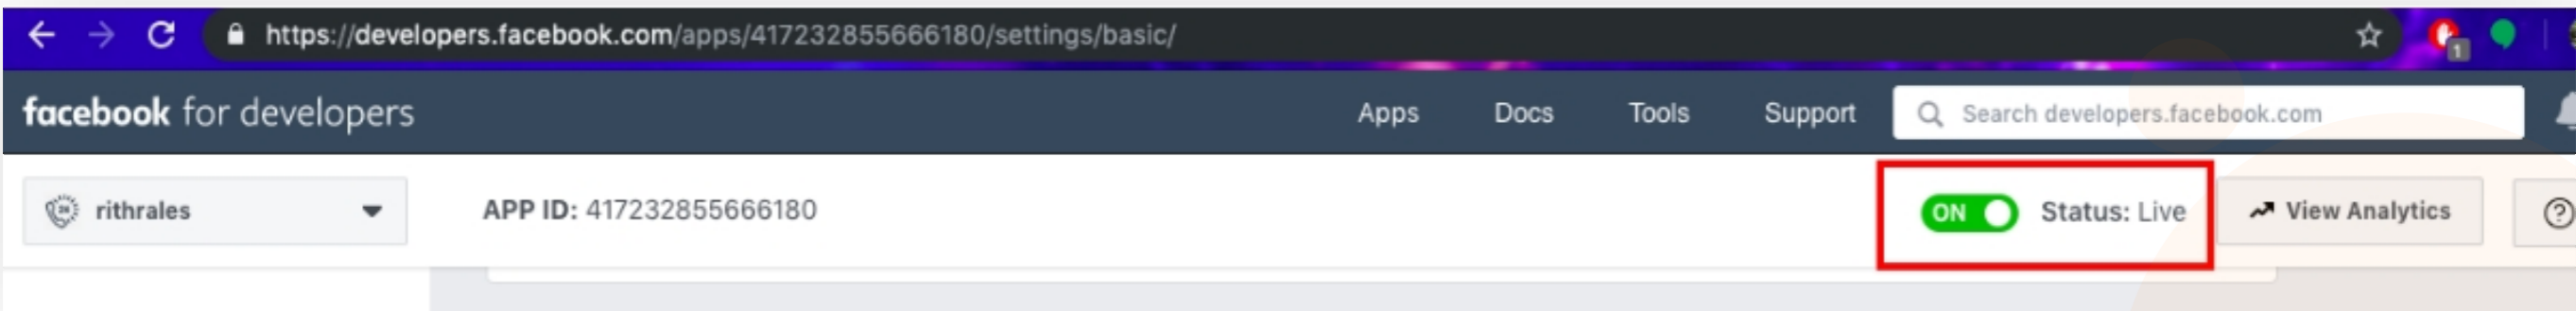 https://developers.facebook.com/apps/417232855666180/settings/basic/
1
facebook for developers Apps Docs Tools Support Search developers.facebook.com
rithrales APP ID: 417232855666180 ON Status: Live View Analytics ?